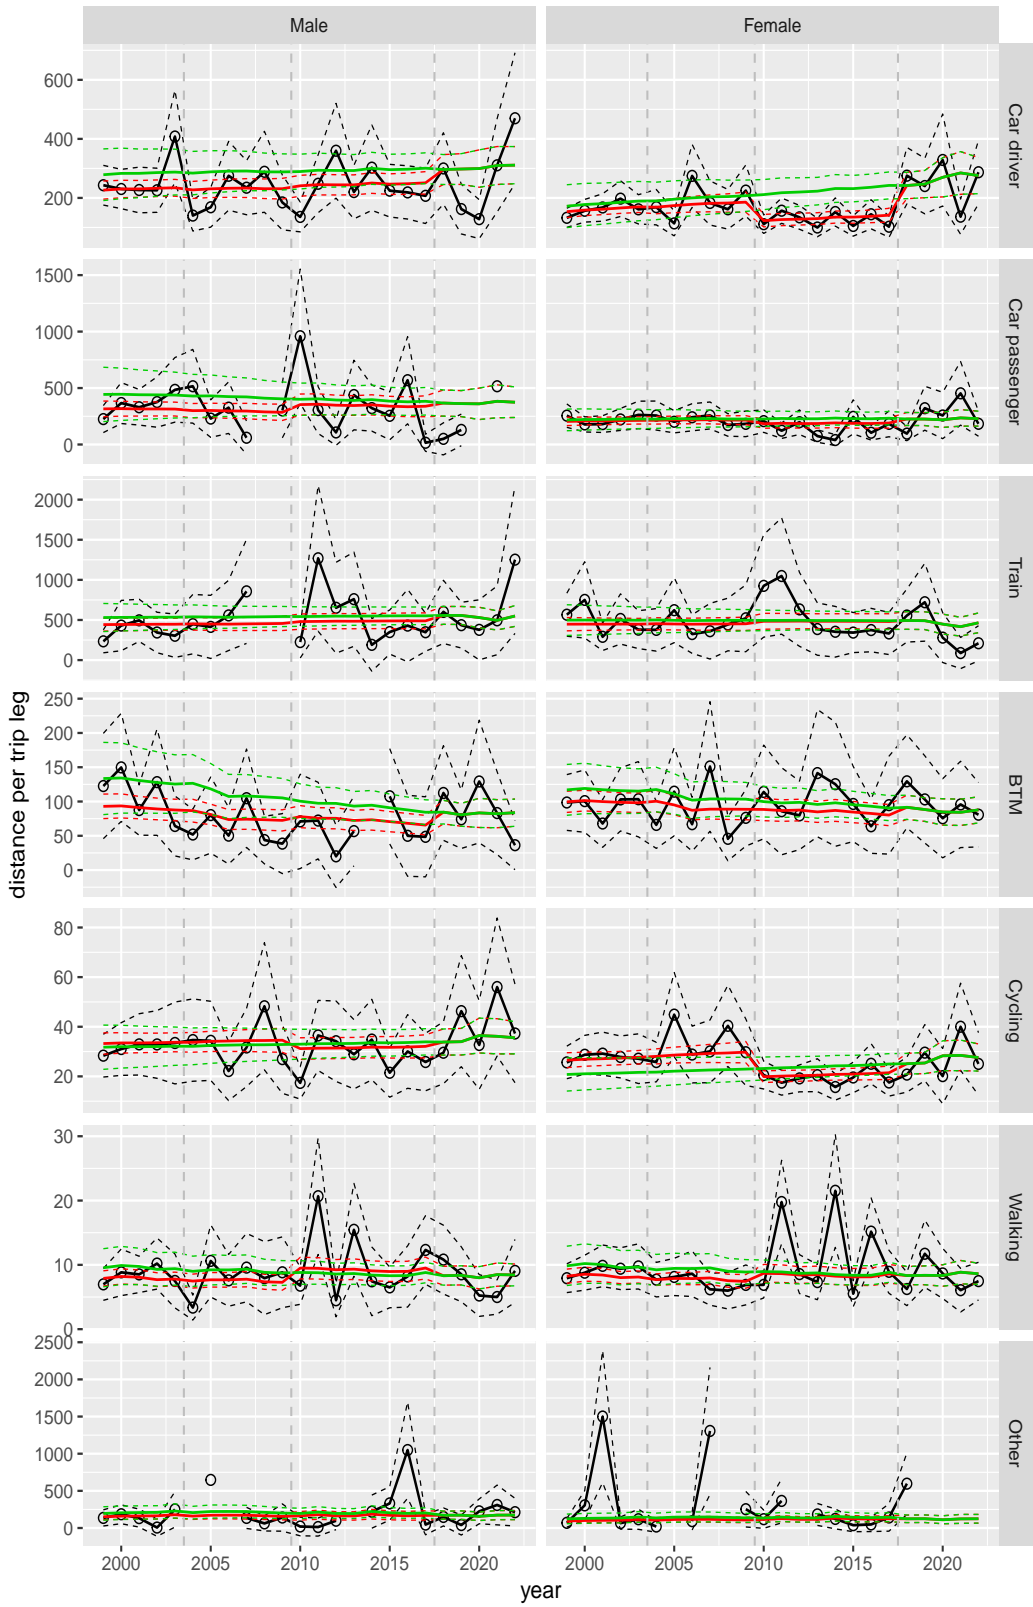 Male Female
600
400
200
Car driver
1500
1000
500
0
Car passenger
2000
1500
1000
500
0
Train
250
200
150
100
50
0
BTM
distance per trip leg
80
60
40
20
Cycling
30
20
10
0
Walking
2500
2000
1500
1000
500
0
Other
2000 2005 2010 2015 2020 2000 2005 2010 2015 2020
year